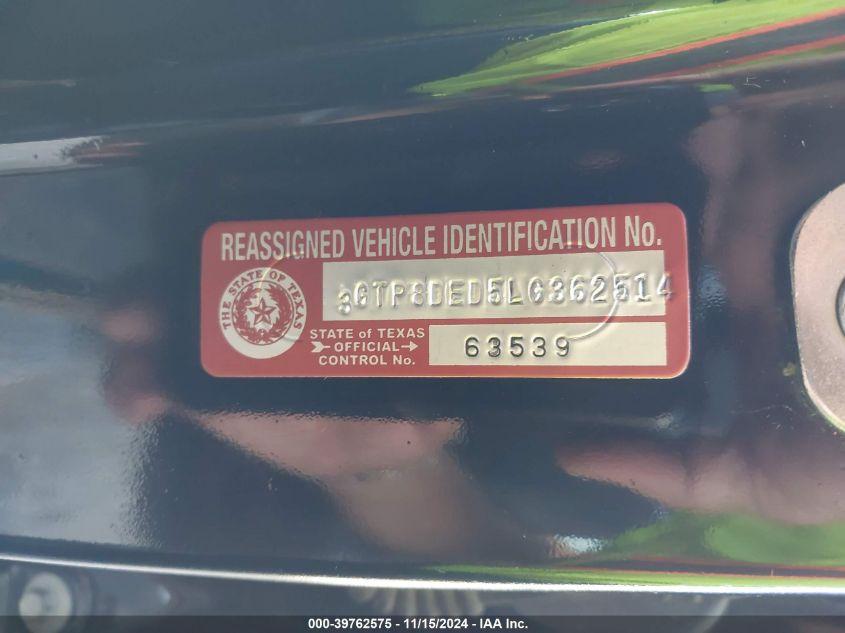 REASSIGNED VEHICLE IDENTIFICATION No.
3GTP8DED5LG362514
THE STATE OF TEXAS
STATE of TEXAS
OFFICIAL
CONTROL No.
63539
000-39762575 - 11/15/2024 - IAA Inc.